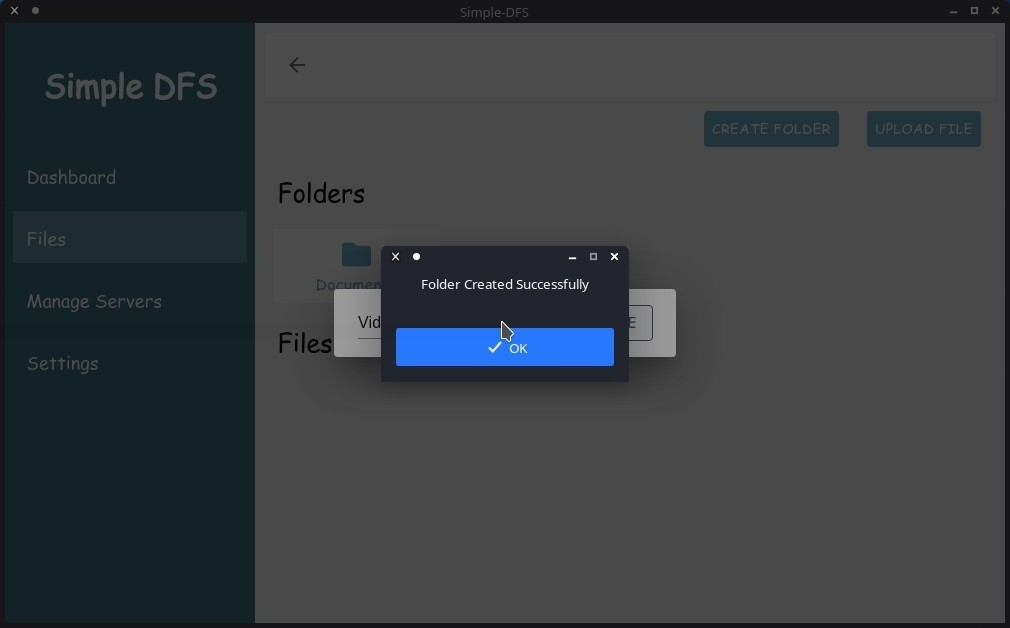 Simple-DFS
Simple DFS
CREATE FOLDER
UPLOAD FILE
Dashboard
Folders
Files
Folder Created Successfully
Manage Servers
Files
OK
Settings